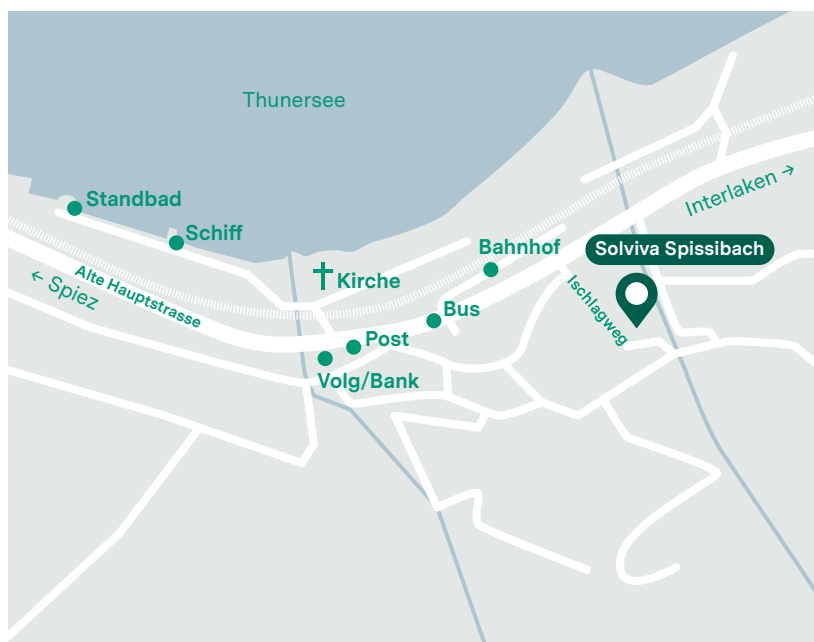 Thunersee
Standbad
Schiff
Interlaken →
Solviva Spissibach
Bahnhof
Kirche
← Spiez
Alte Hauptstrasse
Ischlagweg
Bus
Post
Volg/Bank